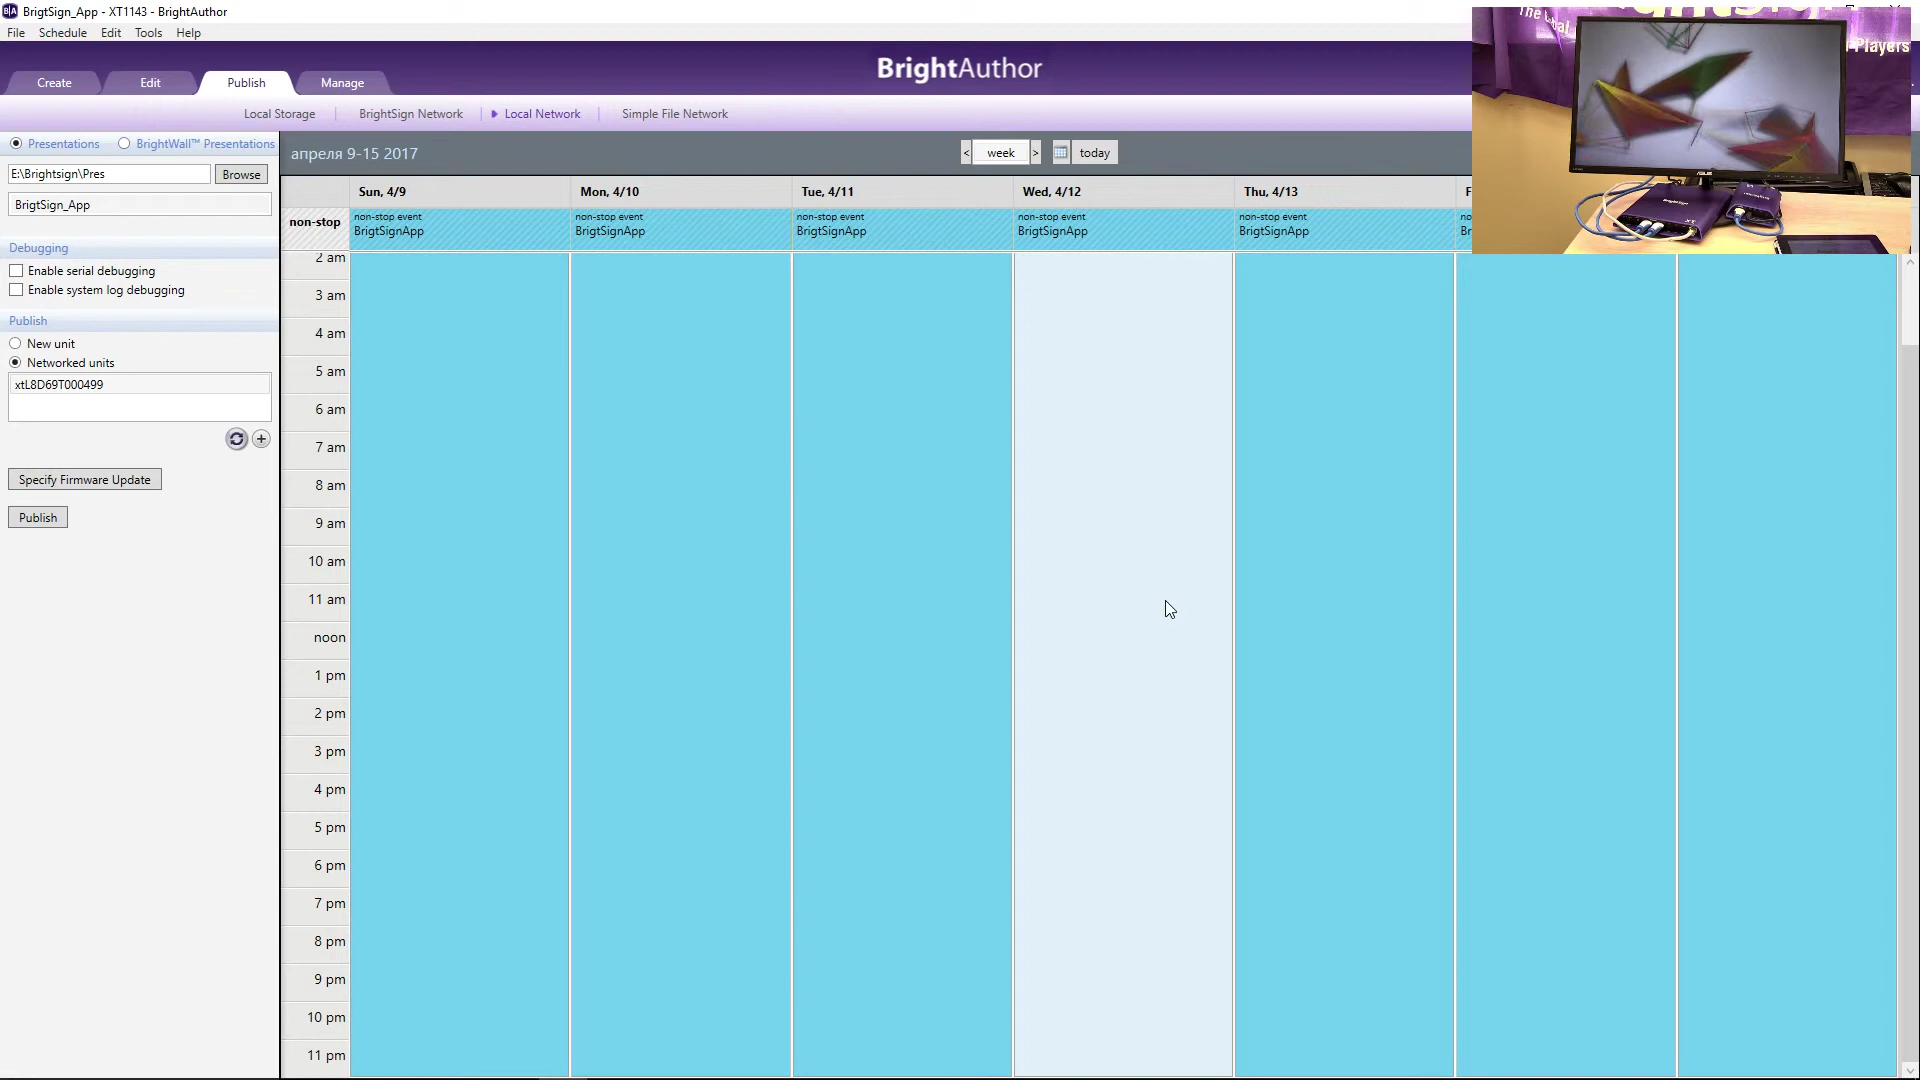 BrigtSign_App - XT1143 - BrightAuthor
File Schedule Edit Tools Help
BrightAuthor
Create Edit Publish Manage
Local Storage BrightSign Network Local Network Simple File Network
Presentations BrightWall™ Presentations
апреля 9-15 2017
< week > today
E:\Brightsign\Pres Browse
BrigtSign_App
Sun, 4/9 Mon, 4/10 Tue, 4/11 Wed, 4/12 Thu, 4/13 F
non-stop
non-stop event
BrigtSignApp
non-stop event
BrigtSignApp
non-stop event
BrigtSignApp
non-stop event
BrigtSignApp
non-stop event
BrigtSignApp
no
Br
Debugging
Enable serial debugging
Enable system log debugging
Publish
New unit
Networked units
xtL8D69T000499
Specify Firmware Update
Publish
2 am
3 am
4 am
5 am
6 am
7 am
8 am
9 am
10 am
11 am
noon
1 pm
2 pm
3 pm
4 pm
5 pm
6 pm
7 pm
8 pm
9 pm
10 pm
11 pm
The
Players